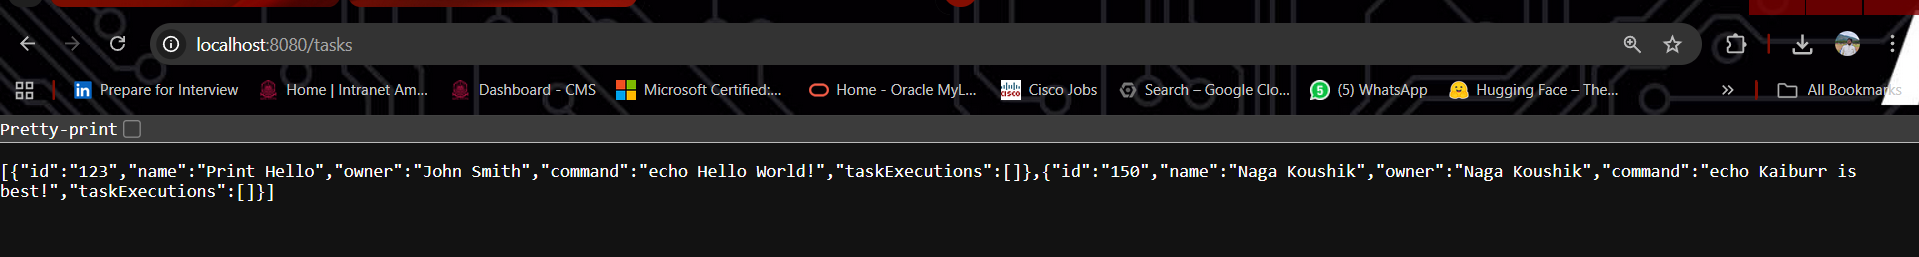 localhost:8080/tasks
Prepare for Interview
Home | Intranet Am...
Dashboard - CMS
Microsoft Certified:...
Home - Oracle MyL...
CISCO
Cisco Jobs
Search – Google Clo...
5
(5) WhatsApp
Hugging Face – The...
»
All Bookmarks
Pretty-print
[{"id":"123","name":"Print Hello","owner":"John Smith","command":"echo Hello World!","taskExecutions":[]},{"id":"150","name":"Naga Koushik","owner":"Naga Koushik","command":"echo Kaiburr is
best!","taskExecutions":[]}]